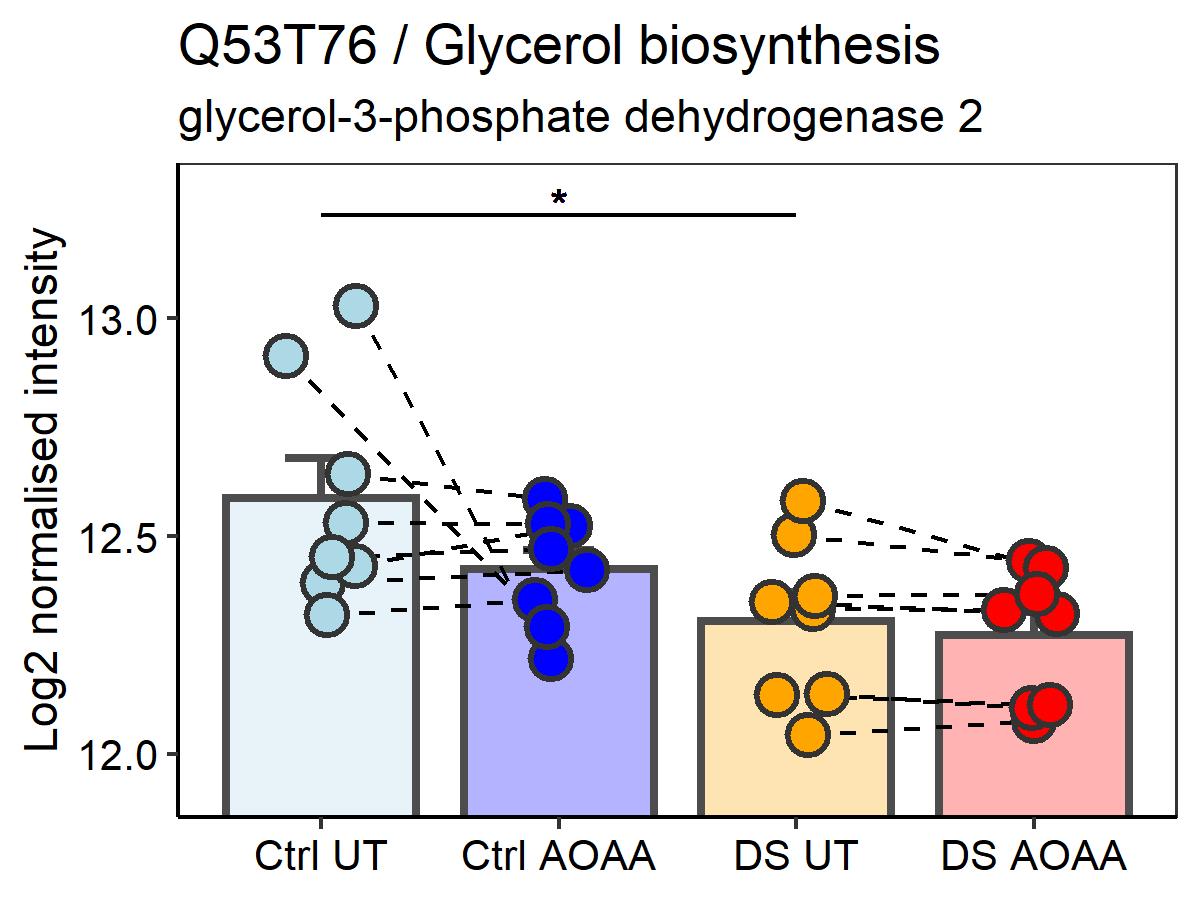 Q53T76 / Glycerol biosynthesis
glycerol-3-phosphate dehydrogenase 2
*
Log2 normalised intensity
13.0
12.5
12.0
Ctrl UT
Ctrl AOAA
DS UT
DS AOAA